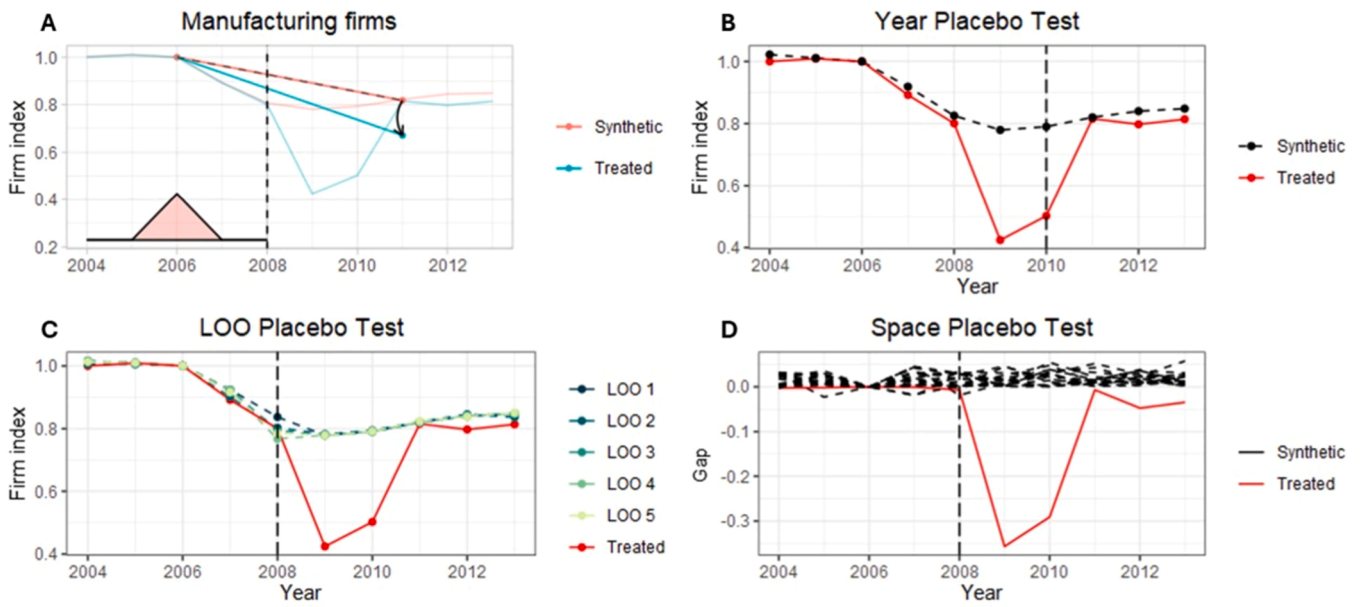 A
Manufacturing firms
1.0
0.8
0.6
0.4
0.2
Firm index
2004 2006 2008 2010 2012
Synthetic
Treated
B
Year Placebo Test
1.0
0.8
0.6
0.4
Firm index
2004 2006 2008 2010 2012
Year
Synthetic
Treated
C
LOO Placebo Test
1.0
0.8
0.6
0.4
Firm index
2004 2006 2008 2010 2012
Year
LOO 1
LOO 2
LOO 3
LOO 4
LOO 5
Treated
D
Space Placebo Test
0.0
-0.1
-0.2
-0.3
Gap
2004 2006 2008 2010 2012
Year
Synthetic
Treated